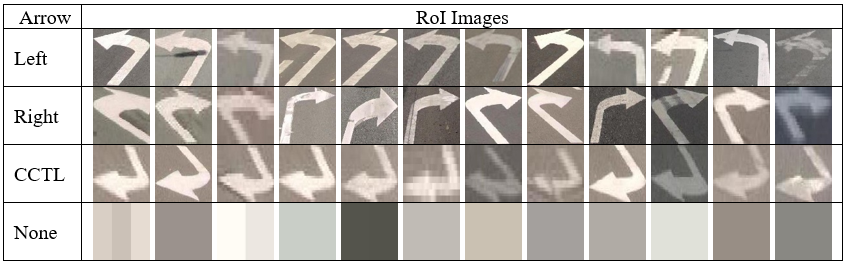 Arrow RoI Images
Left
Right
CCTL
None